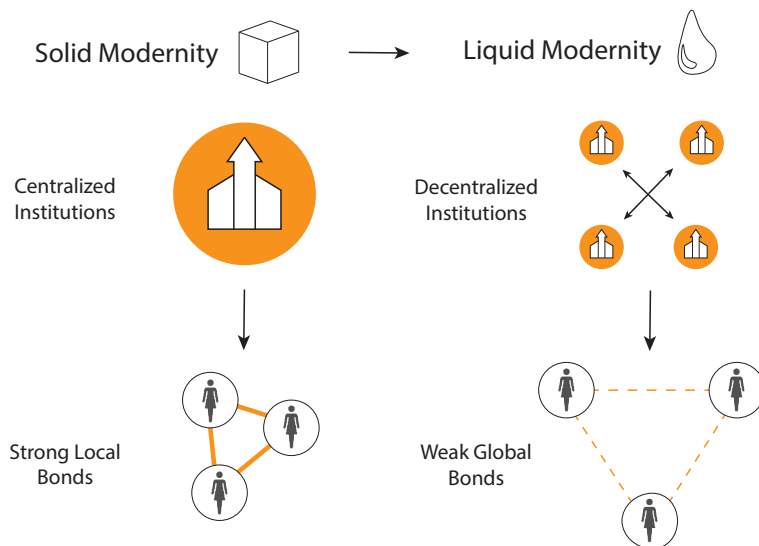 Solid Modernity
Liquid Modernity
Centralized
Institutions
Decentralized
Institutions
Strong Local
Bonds
Weak Global
Bonds